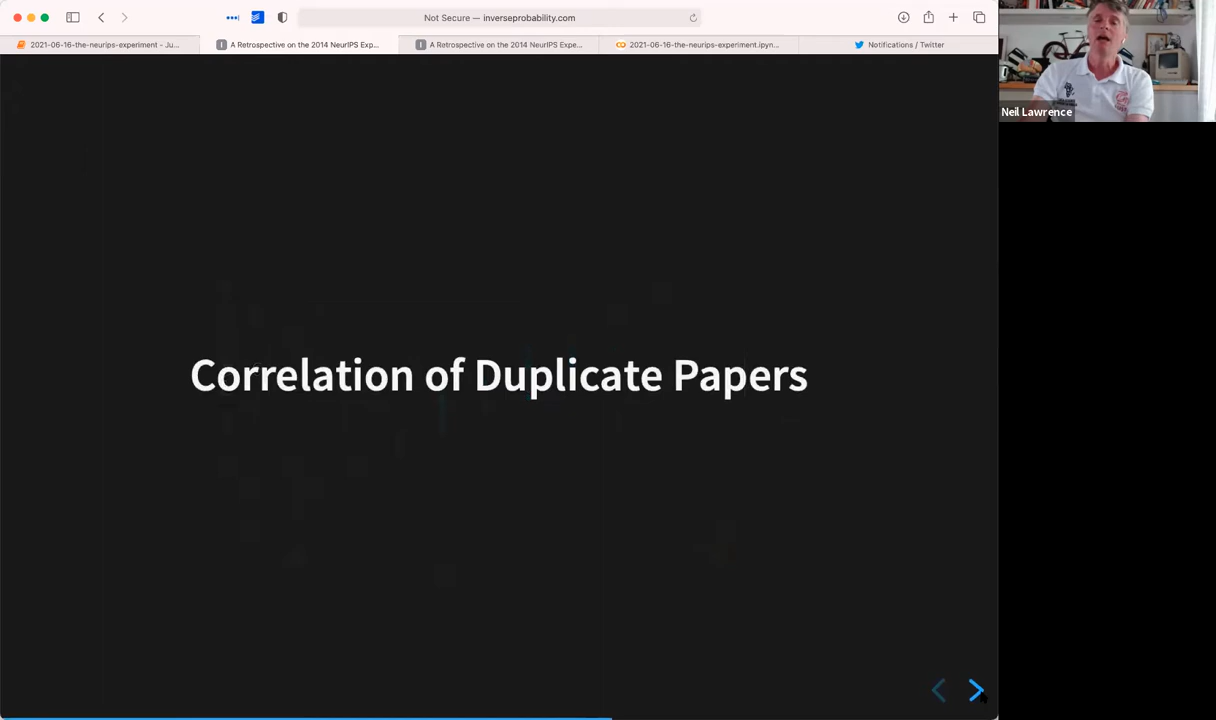 Not Secure — inverseprobability.com
2021-06-16-the-neurips-experiment - Ju...
A Retrospective on the 2014 NeurIPS Exp...
A Retrospective on the 2014 NeurIPS Expe...
2021-06-16-the-neurips-experiment.ipyn...
Notifications / Twitter
Neil Lawrence
Correlation of Duplicate Papers